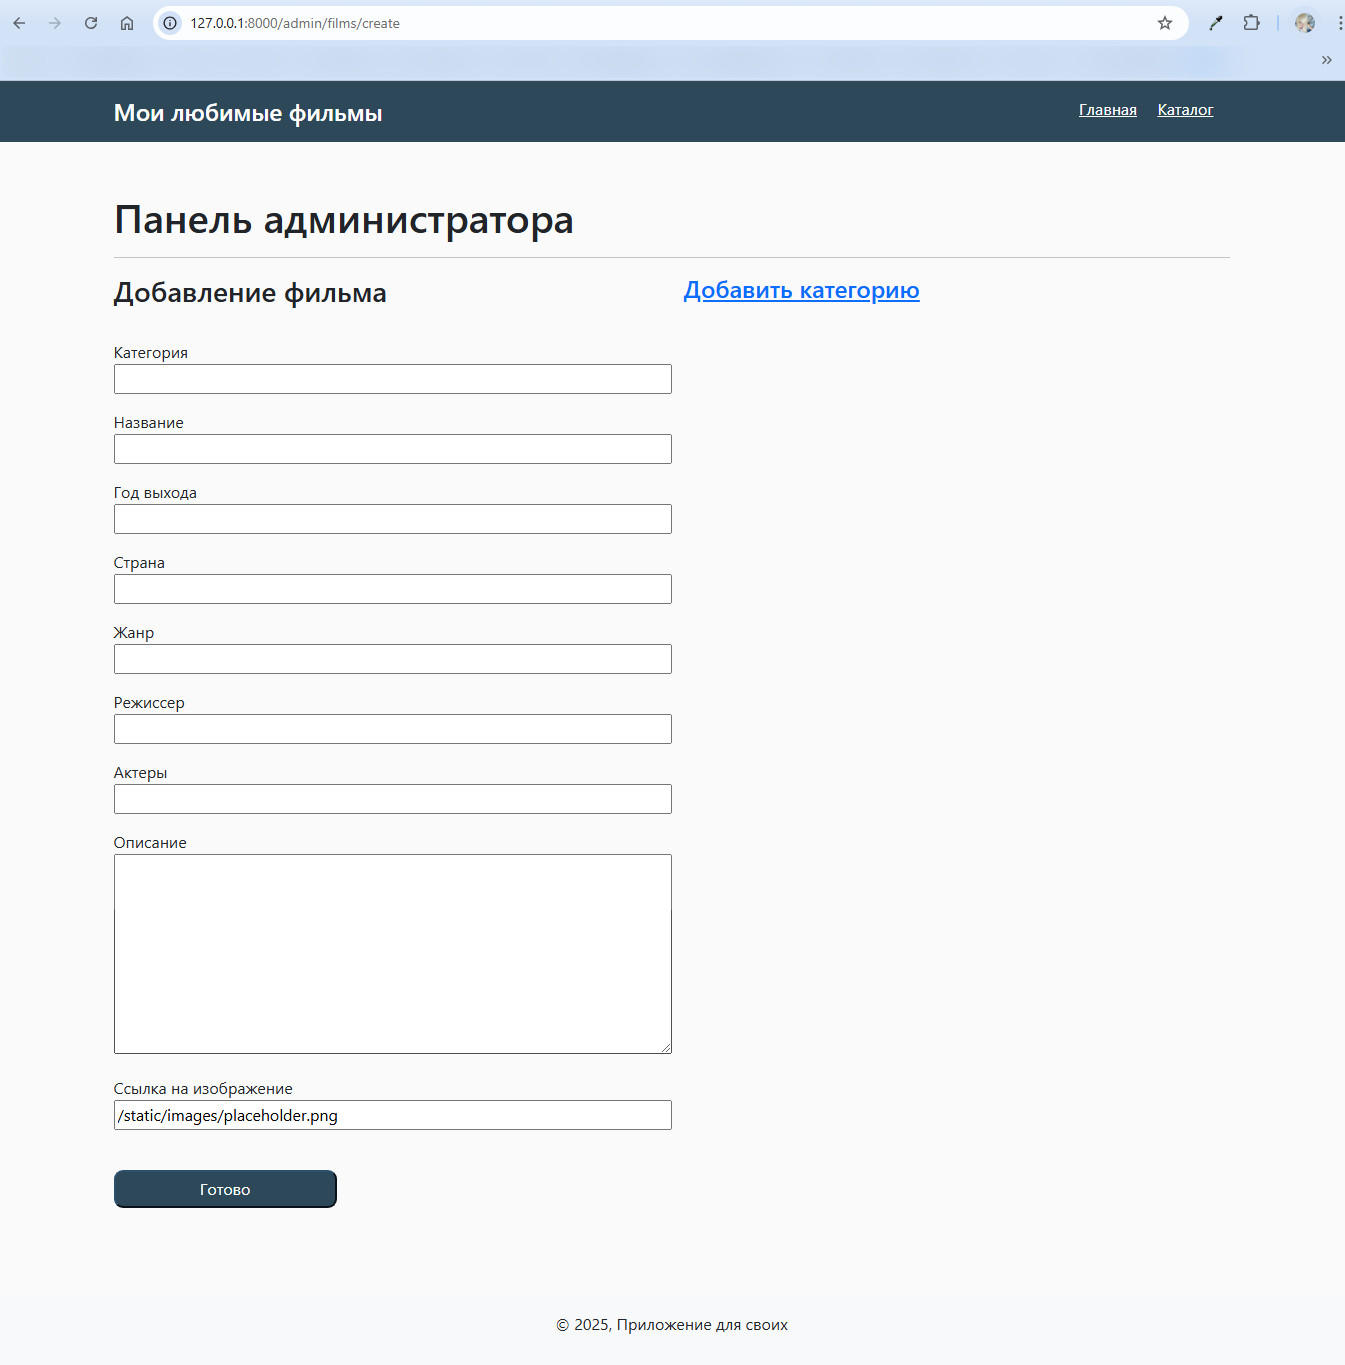 127.0.0.1:8000/admin/films/create
Мои любимые фильмы
Главная Каталог
Панель администратора
Добавление фильма
Добавить категорию
Категория
Название
Год выхода
Страна
Жанр
Режиссер
Актеры
Описание
Ссылка на изображение
/static/images/placeholder.png
Готово
© 2025, Приложение для своих